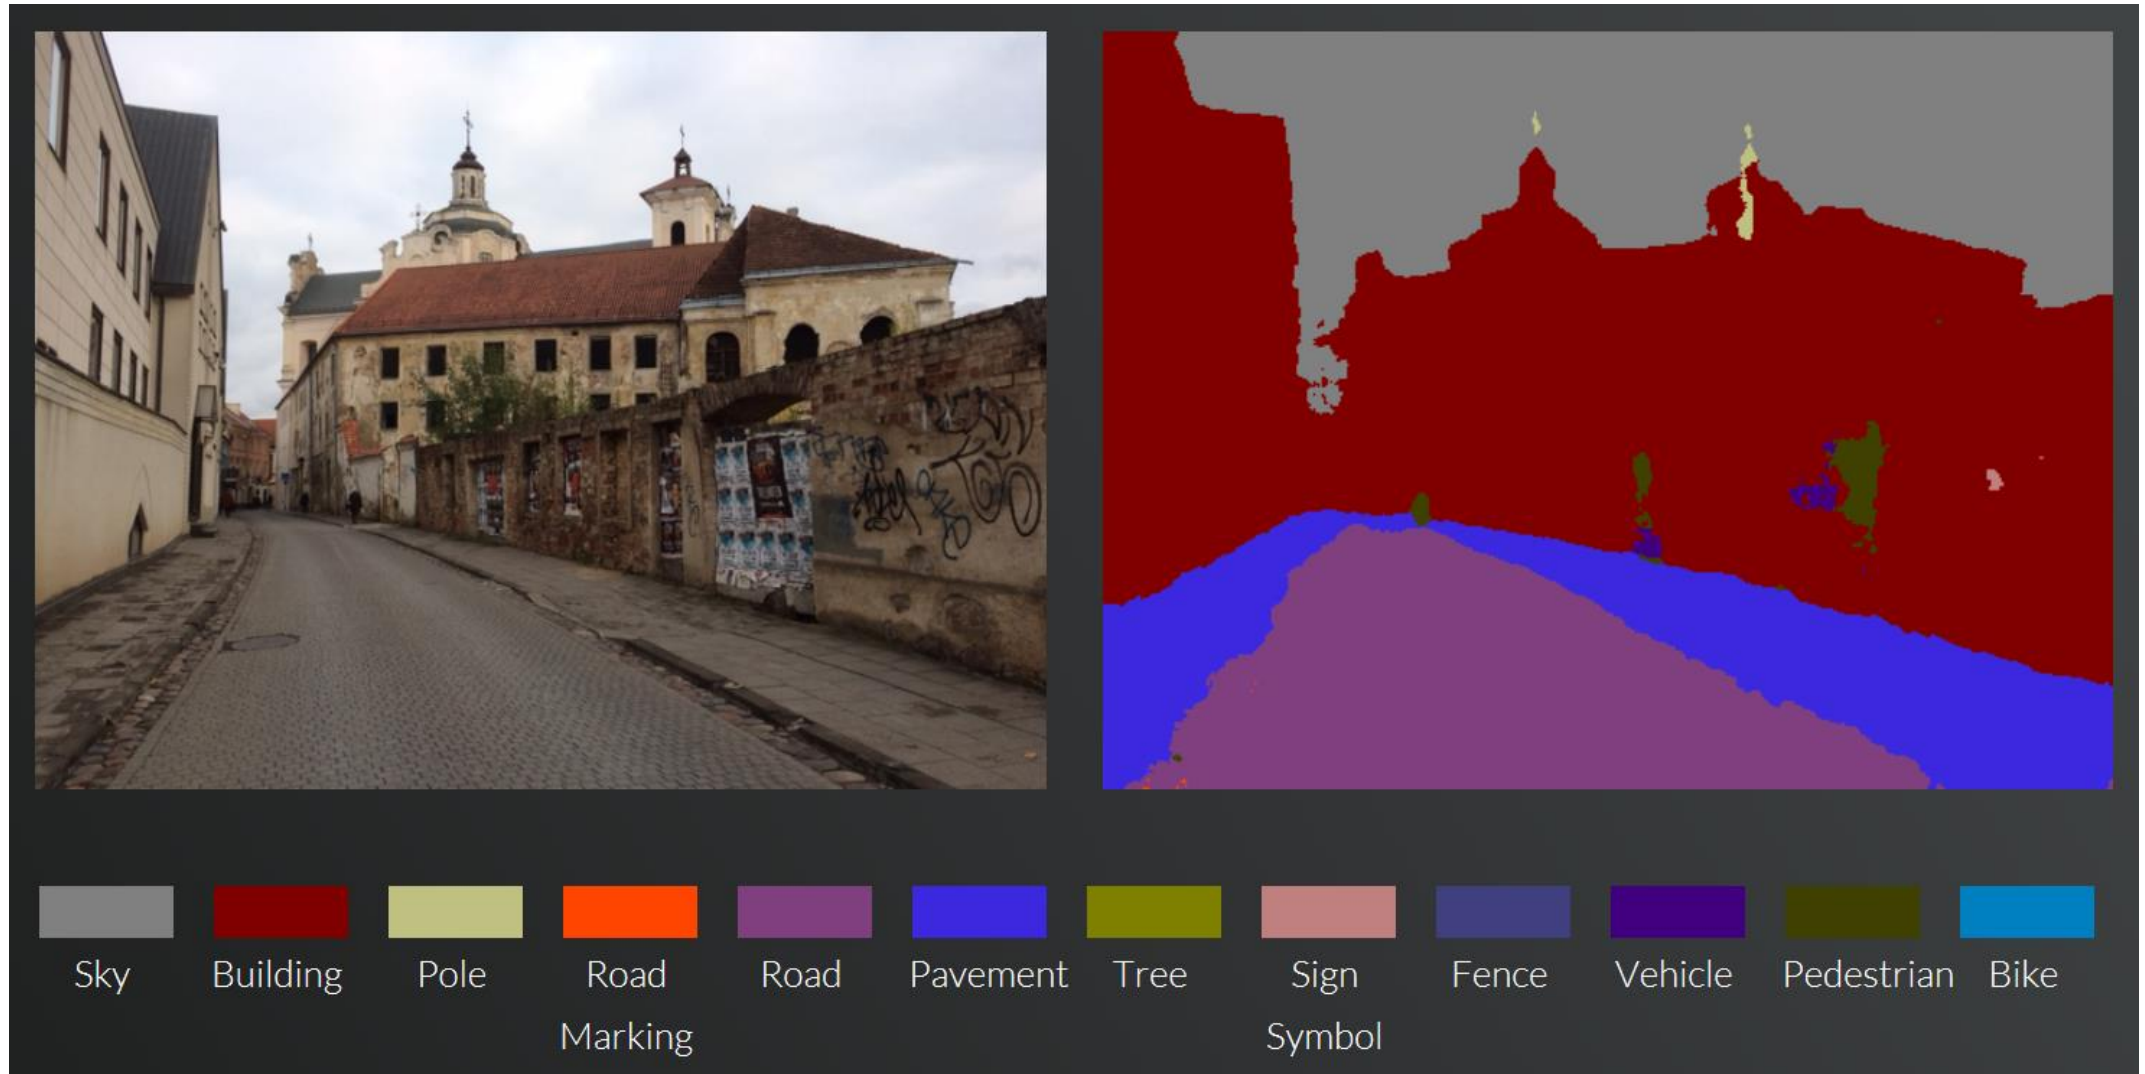 Sky
Building
Pole
Road
Marking
Road
Pavement
Tree
Sign
Symbol
Fence
Vehicle
Pedestrian
Bike